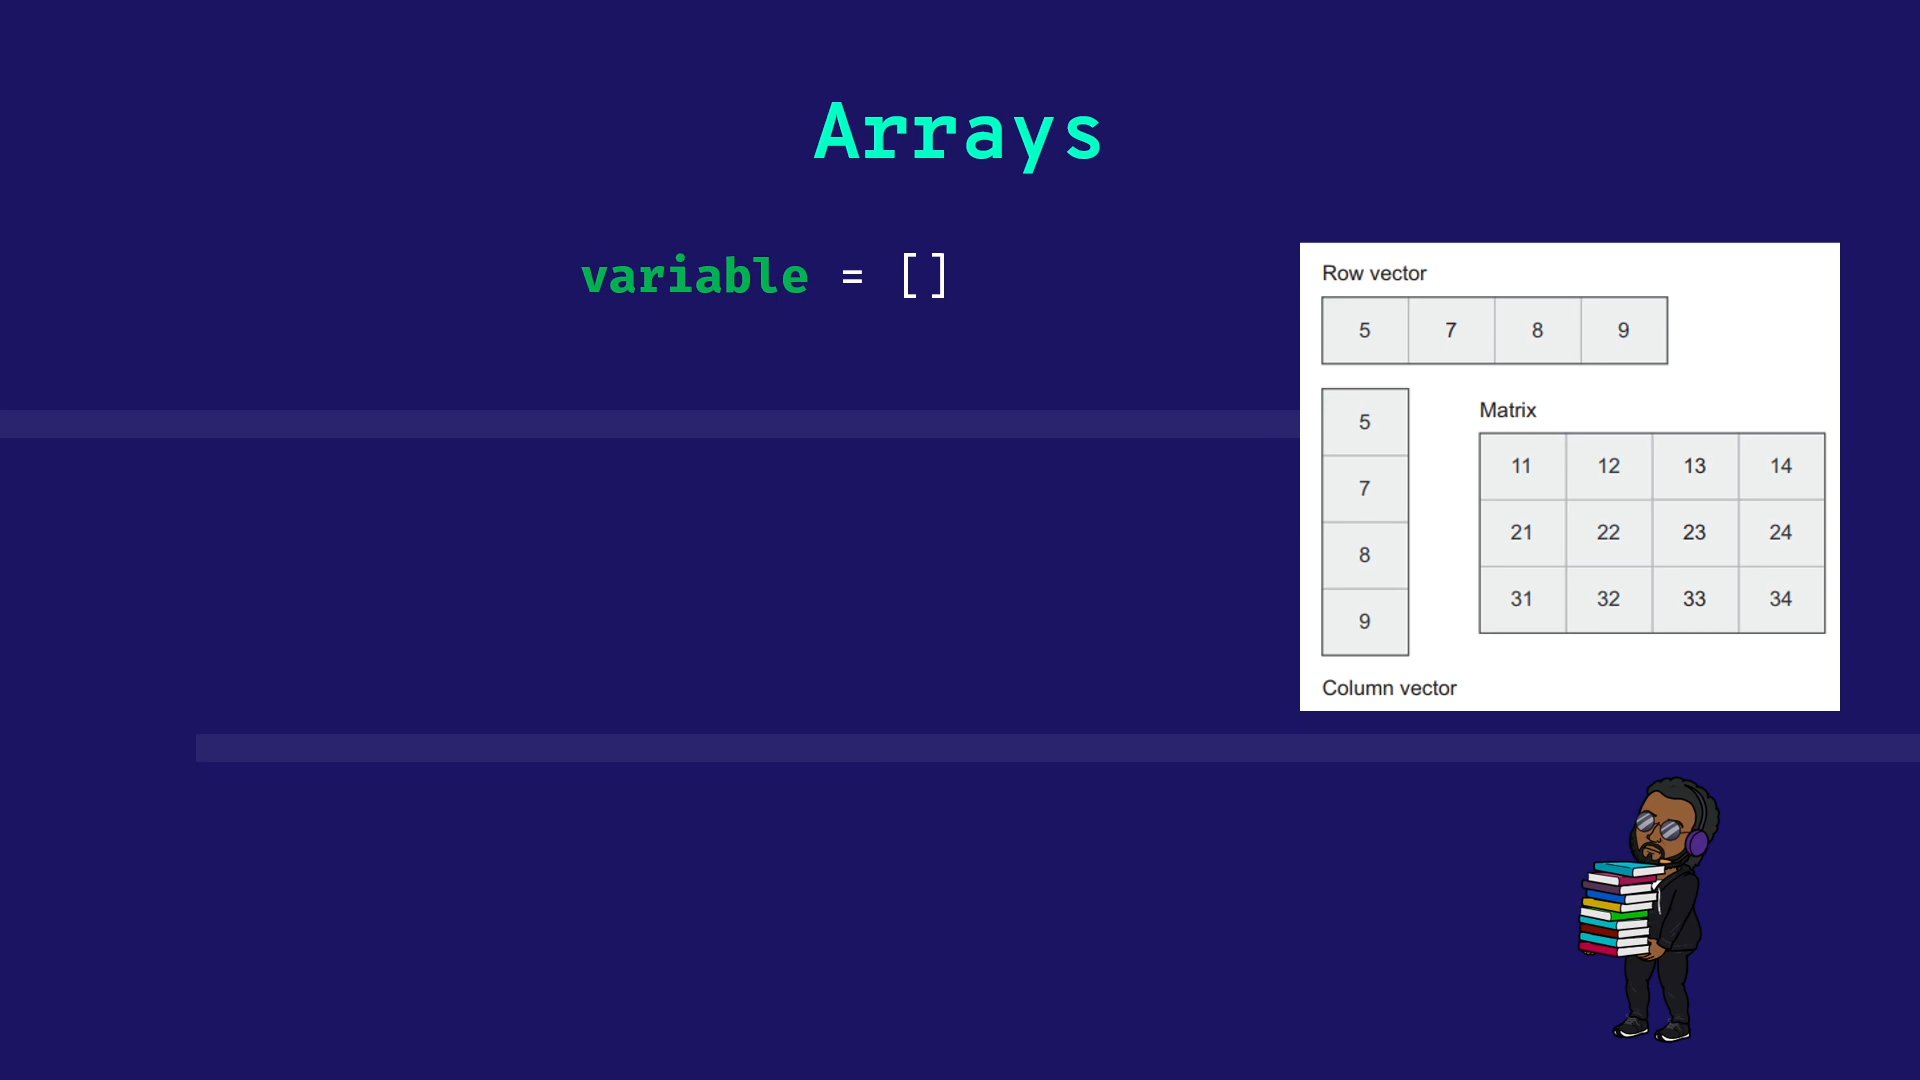 Arrays
variable = []
Row vector
5 7 8 9
5
7
8
9
Column vector
Matrix
11 12 13 14
21 22 23 24
31 32 33 34